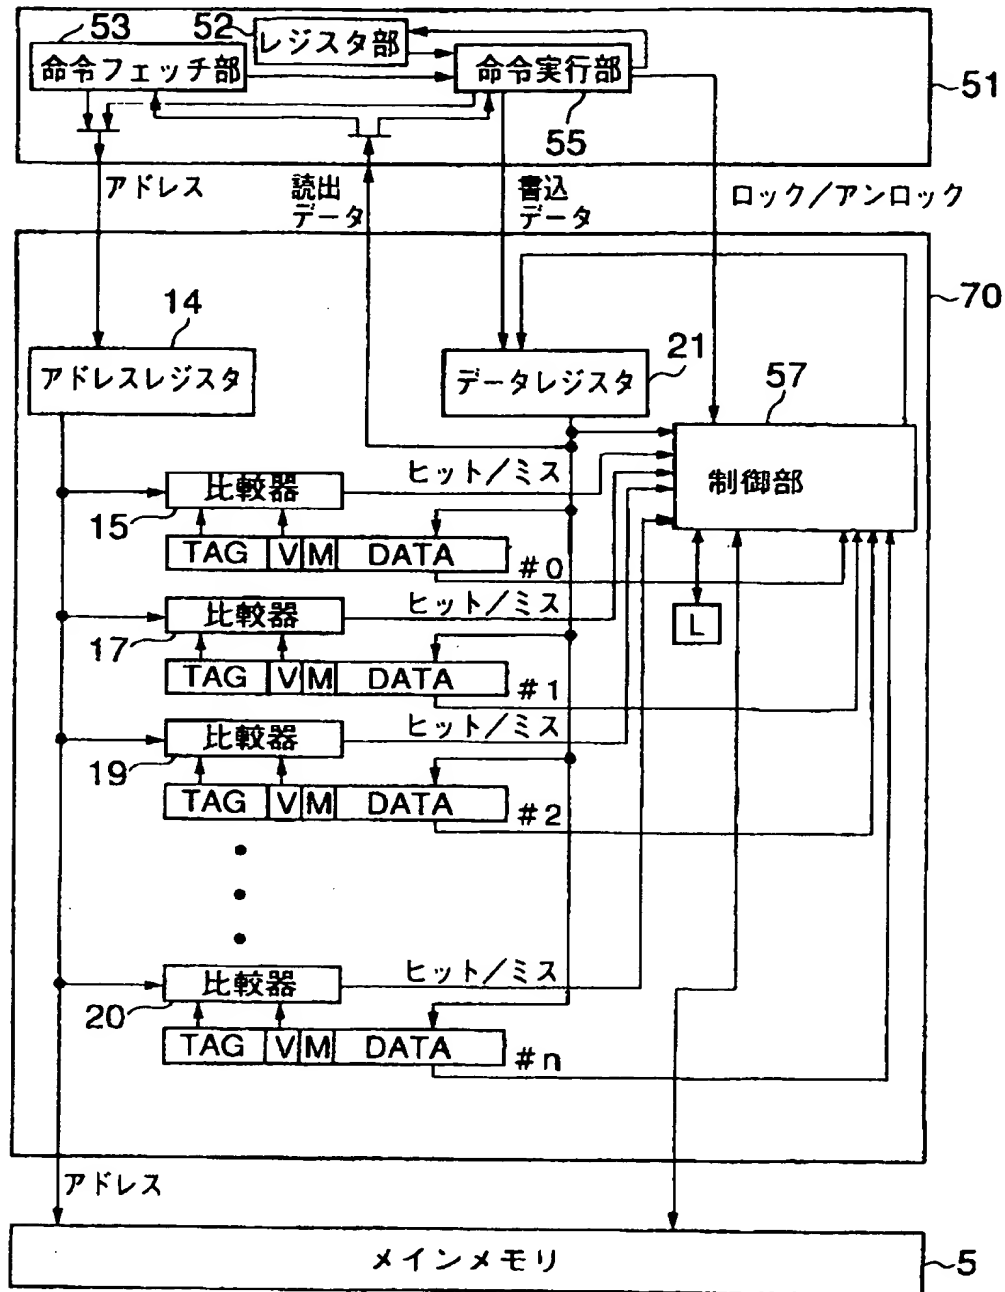 53
52
レジスタ部
命令フェッチ部
命令実行部
51
55
アドレス
読出
データ
書込
データ
ロック/アンロック
70
14
アドレスレジスタ
データレジスタ
21
57
制御部
比較器
ヒット/ミス
15
TAG V M DATA
#0
比較器
ヒット/ミス
17
TAG V M DATA
#1
L
比較器
ヒット/ミス
19
TAG V M DATA
#2
比較器
ヒット/ミス
20
TAG V M DATA
#n
アドレス
メインメモリ
5